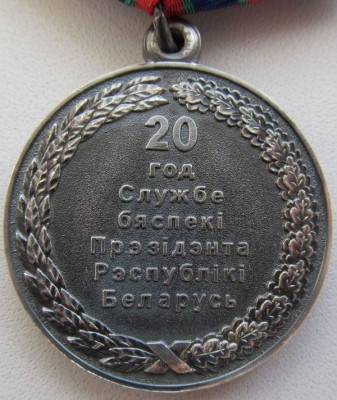 20
год
Службе
бяспекі
Прэзідэнта
Рэспублікі
Беларусь